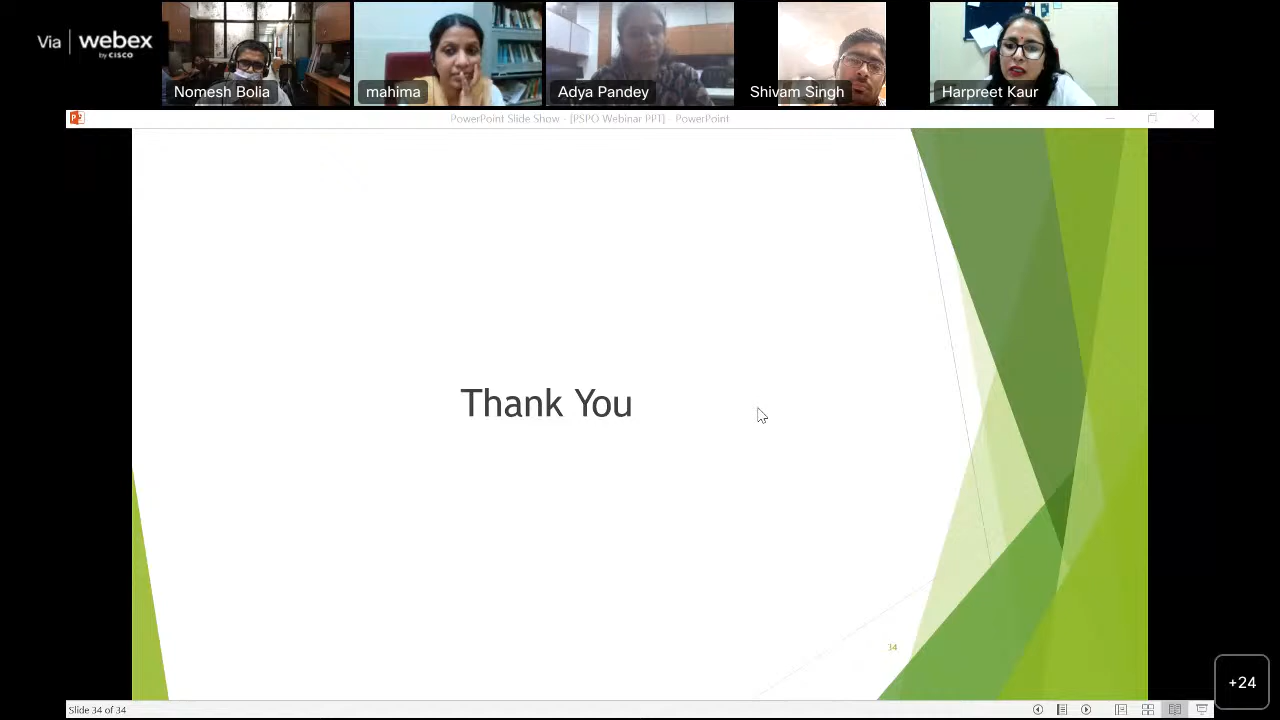 Via webex
by CISCO
Nomesh Bolia
mahima
Adya Pandey
Shivam Singh
Harpreet Kaur
PowerPoint Slide Show - [PSPO Webinar PPT] - PowerPoint
Thank You
34
+24
Slide 34 of 34